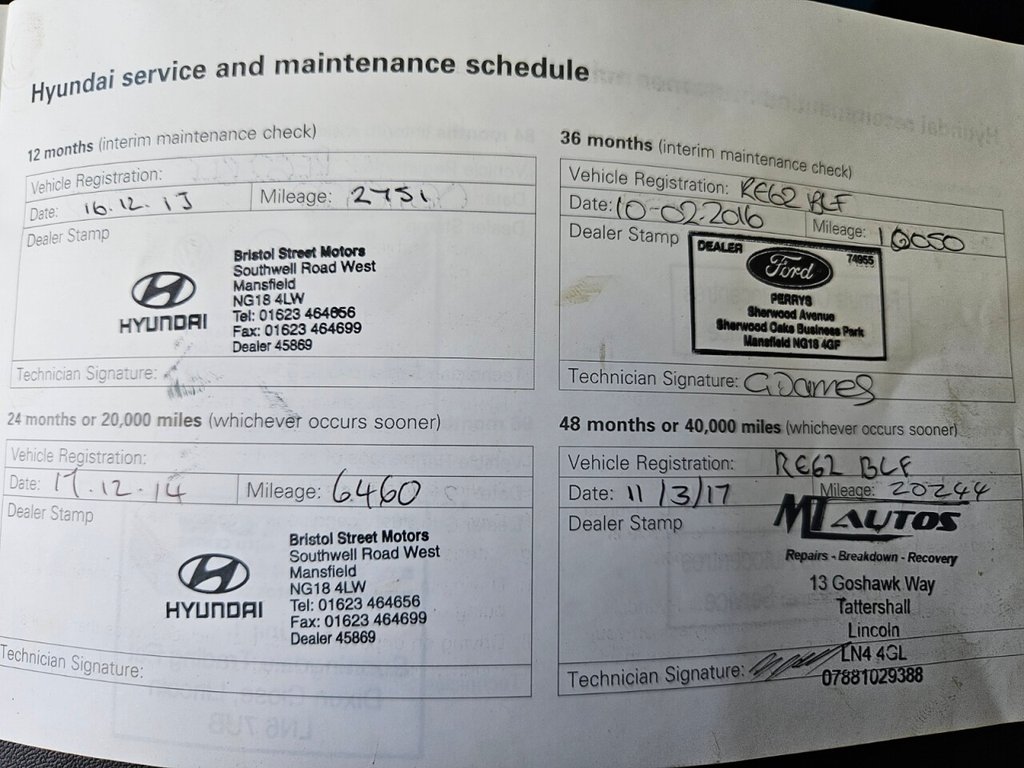 Hyundai service and maintenance schedule
12 months (interim maintenance check)
Vehicle Registration:
Date: 16.12.13 Mileage: 2751
Dealer Stamp
HYUNDAI
Bristol Street Motors
Southwell Road West
Mansfield
NG18 4LW
Tel: 01623 464656
Fax: 01623 464699
Dealer 45869
Technician Signature:
24 months or 20,000 miles (whichever occurs sooner)
Vehicle Registration:
Date: 17.12.14 Mileage: 6460
Dealer Stamp
HYUNDAI
Bristol Street Motors
Southwell Road West
Mansfield
NG18 4LW
Tel: 01623 464656
Fax: 01623 464699
Dealer 45869
Technician Signature:
36 months (interim maintenance check)
Vehicle Registration: RE62 BLF
Date: 10-02-2016 Mileage: 10050
Dealer Stamp
DEALER 74955
Ford
PERRYS
Sherwood Avenue
Sherwood Oaks Business Park
Mansfield NG18 4GF
Technician Signature:
48 months or 40,000 miles (whichever occurs sooner)
Vehicle Registration: RE62 BLF
Date: 11/3/17 Mileage: 20244
Dealer Stamp
AUTOS
Repairs - Breakdown - Recovery
13 Goshawk Way
Tattershall
Lincoln
LN4 4GL
Technician Signature:
07881029388